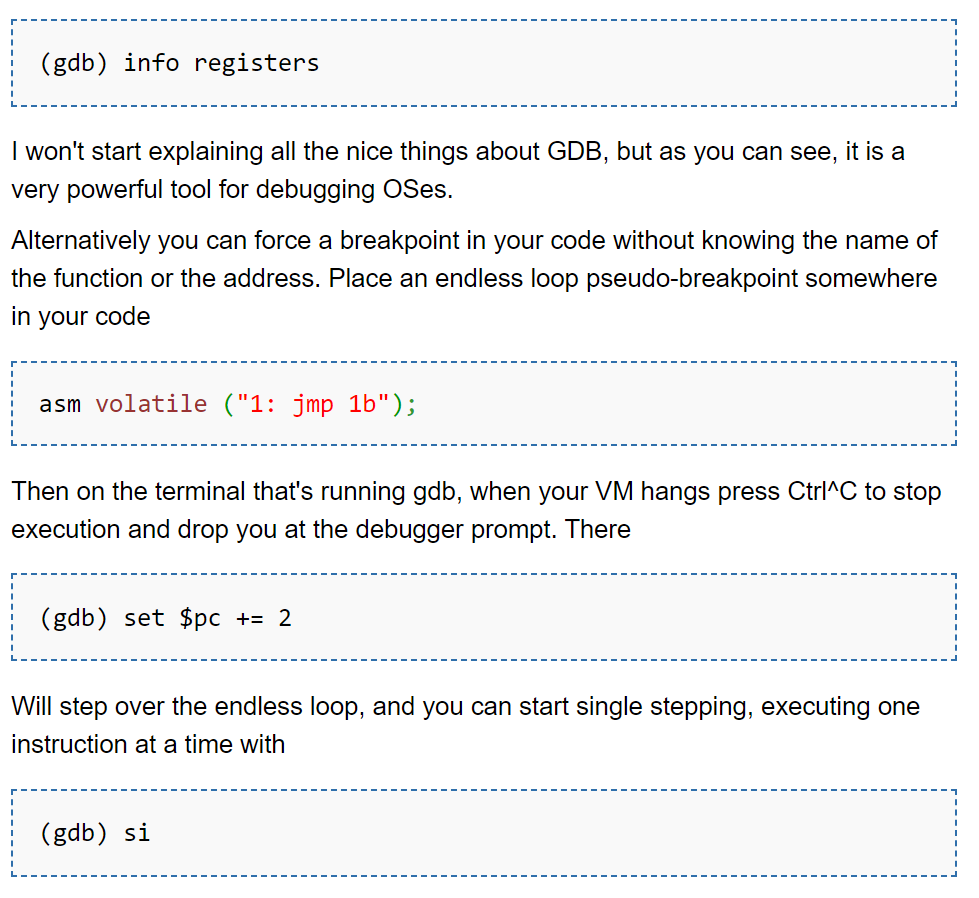 (gdb) info registers
I won't start explaining all the nice things about GDB, but as you can see, it is a
very powerful tool for debugging OSes.
Alternatively you can force a breakpoint in your code without knowing the name of
the function or the address. Place an endless loop pseudo-breakpoint somewhere
in your code
asm volatile ("1: jmp 1b");
Then on the terminal that's running gdb, when your VM hangs press Ctrl^C to stop
execution and drop you at the debugger prompt. There
(gdb) set $pc += 2
Will step over the endless loop, and you can start single stepping, executing one
instruction at a time with
(gdb) si